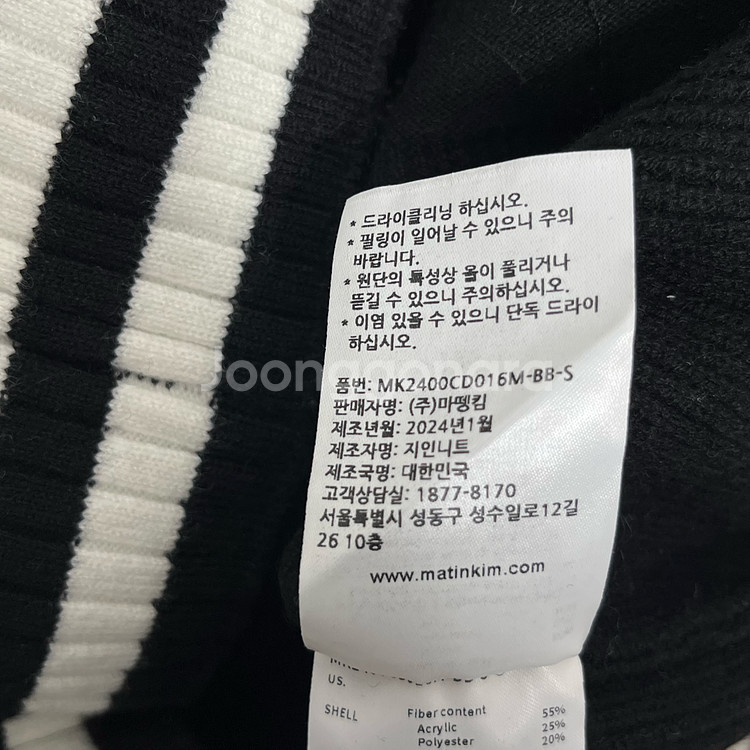 * 드라이클리닝 하십시오.
* 필링이 일어날 수 있으니 주의
바랍니다.
* 원단의 특성상 올이 풀리거나
뜯길 수 있으니 주의하십시오.
* 이염 있을 수 있으니 단독 드라이
하십시오.
joonggonara
품번: MK2400CD016M-BB-S
판매자명: (주)마뗑킴
제조년월: 2024년1월
제조자명: 지인니트
제조국명: 대한민국
고객상담실: 1877-8170
서울특별시 성동구 성수일로12길
26 10층
www.matinkim.com
US.
SHELL Fiber content 55%
Acrylic 25%
Polyester 20%